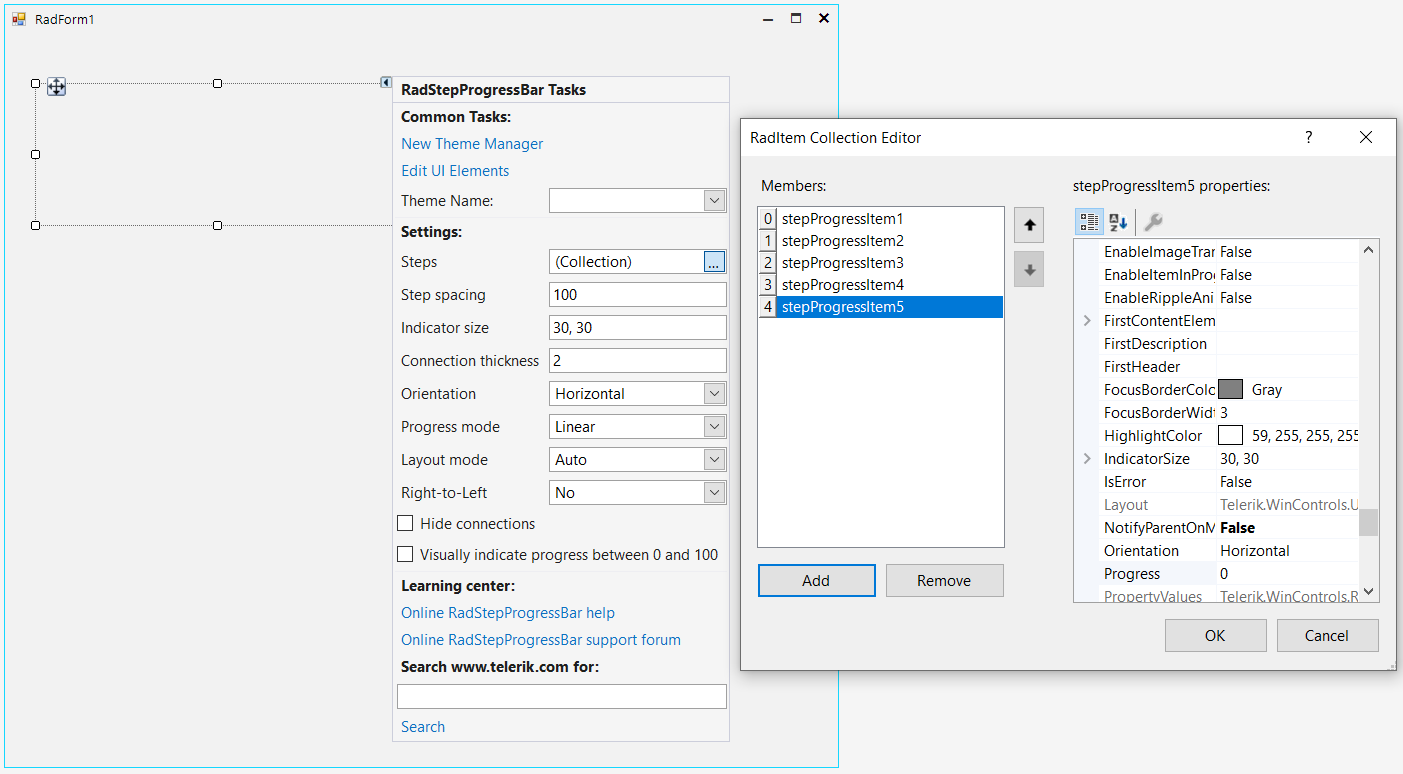 RadForm1
RadStepProgressBar Tasks
Common Tasks:
New Theme Manager
Edit UI Elements
Theme Name:
Settings:
Steps (Collection) ...
Step spacing 100
Indicator size 30, 30
Connection thickness 2
Orientation Horizontal
Progress mode Linear
Layout mode Auto
Right-to-Left No
Hide connections
Visually indicate progress between 0 and 100
Learning center:
Online RadStepProgressBar help
Online RadStepProgressBar support forum
Search www.telerik.com for:
Search
RadItem Collection Editor ?
Members:
0 stepProgressItem1
1 stepProgressItem2
2 stepProgressItem3
3 stepProgressItem4
4 stepProgressItem5
Add Remove
stepProgressItem5 properties:
EnableImageTrar False
EnableItemInProg False
EnableRippleAni False
FirstContentElem
FirstDescription
FirstHeader
FocusBorderColo Gray
FocusBorderWidt 3
HighlightColor 59, 255, 255, 255
IndicatorSize 30, 30
IsError False
Layout Telerik.WinControls.U
NotifyParentOnM False
Orientation Horizontal
Progress 0
PropertyValues Telerik.WinControls.R
OK Cancel